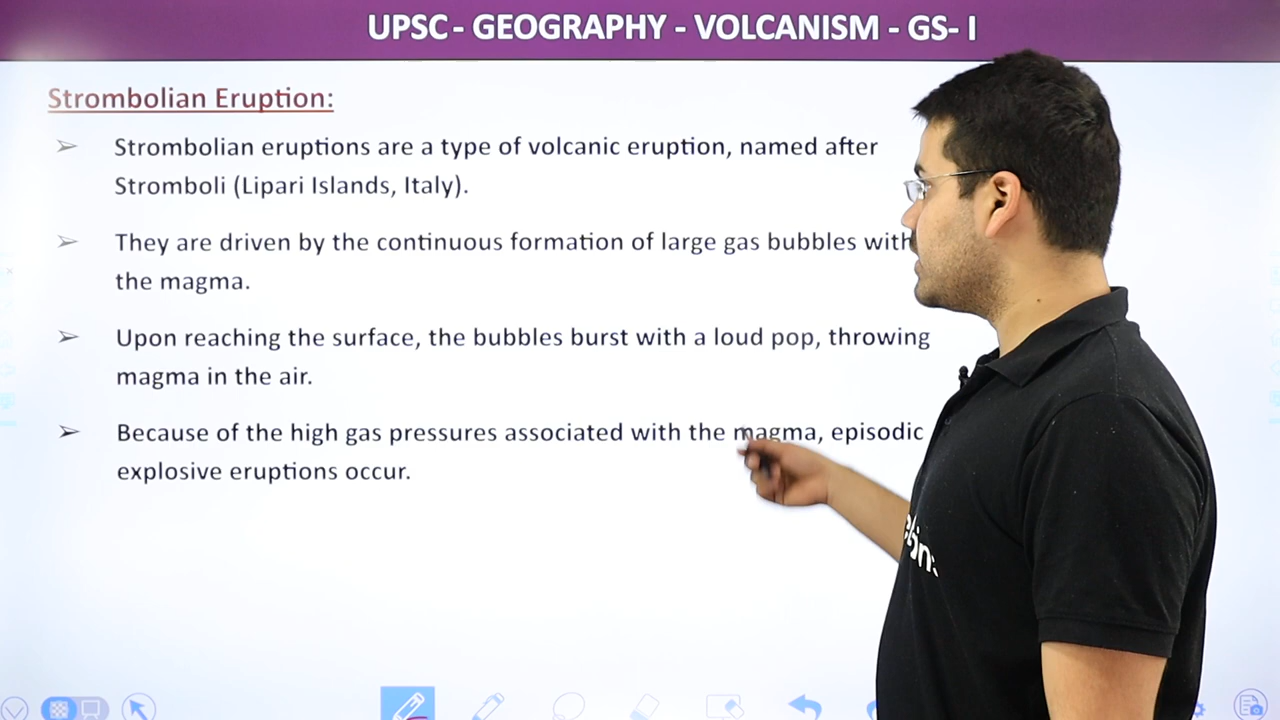 UPSC - GEOGRAPHY - VOLCANISM - GS- I
Strombolian Eruption:
➢ Strombolian eruptions are a type of volcanic eruption, named after
Stromboli (Lipari Islands, Italy).
➢ They are driven by the continuous formation of large gas bubbles with
the magma.
➢ Upon reaching the surface, the bubbles burst with a loud pop, throwing
magma in the air.
➢ Because of the high gas pressures associated with the magma, episodic
explosive eruptions occur.